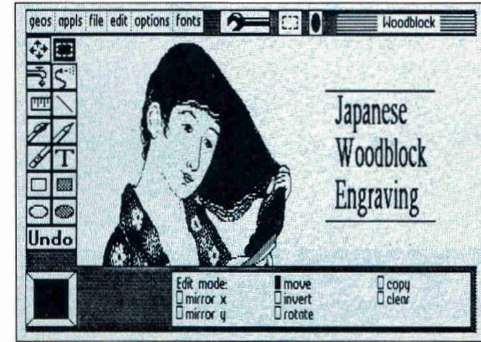 geos appls file edit options fonts
Woodblock
T
Undo
Japanese
Woodblock
Engraving
Edit mode: move copy
mirror x invert clear
mirror y rotate